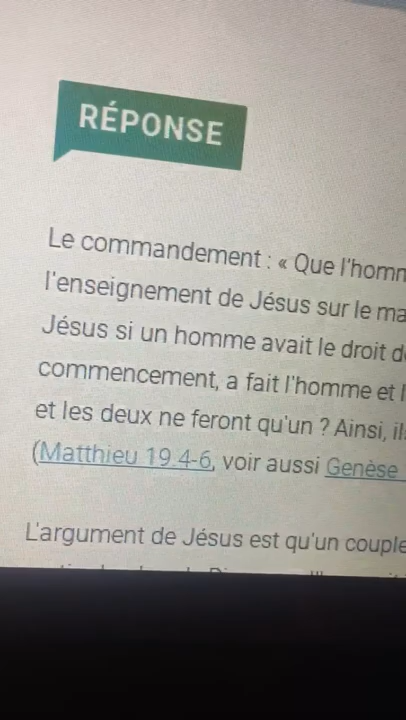 RÉPONSE
Le commandement : « Que l'homm
l'enseignement de Jésus sur le ma
Jésus si un homme avait le droit d
commencement, a fait l'homme et l
et les deux ne feront qu'un ? Ainsi, il
(Matthieu 19.4-6, voir aussi Genèse
L'argument de Jésus est qu'un couple